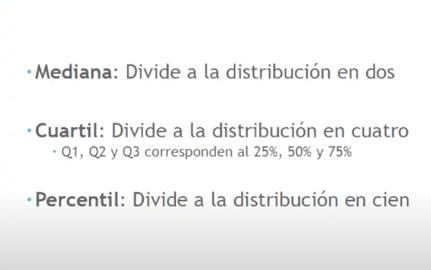 · Mediana: Divide a la distribución en dos
· Cuartil: Divide a la distribución en cuatro
· Q1, Q2 y Q3 corresponden al 25%, 50% y 75%
· Percentil: Divide a la distribución en cien